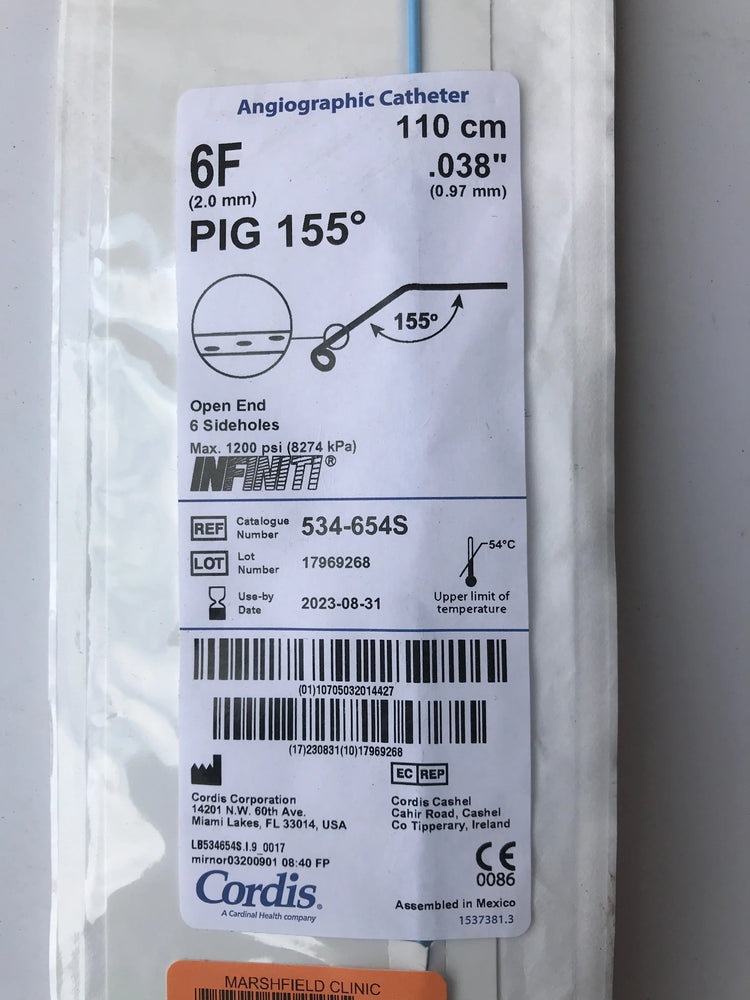 Angiographic Catheter
6F
110 cm
(2.0 mm)
.038"
(0.97 mm)
PIG 155°
155°
Open End
6 Sideholes
Max. 1200 psi (8274 kPa)
INFINITI®
REF Catalogue Number 534-654S
LOT Lot Number 17969268
Use-by Date 2023-08-31
54°C
Upper limit of
temperature
(01)10705032014427
(17)230831(10)17969268
EC REP
Cordis Corporation
14201 N.W. 60th Ave.
Miami Lakes, FL 33014, USA
Cordis Cashel
Cahir Road, Cashel
Co Tipperary, Ireland
LB534654S.I.9_0017
mirnor03200901 08:40 FP
CE
0086
Cordis®
A Cardinal Health company
Assembled in Mexico
1537381.3
MARSHFIELD CLINIC